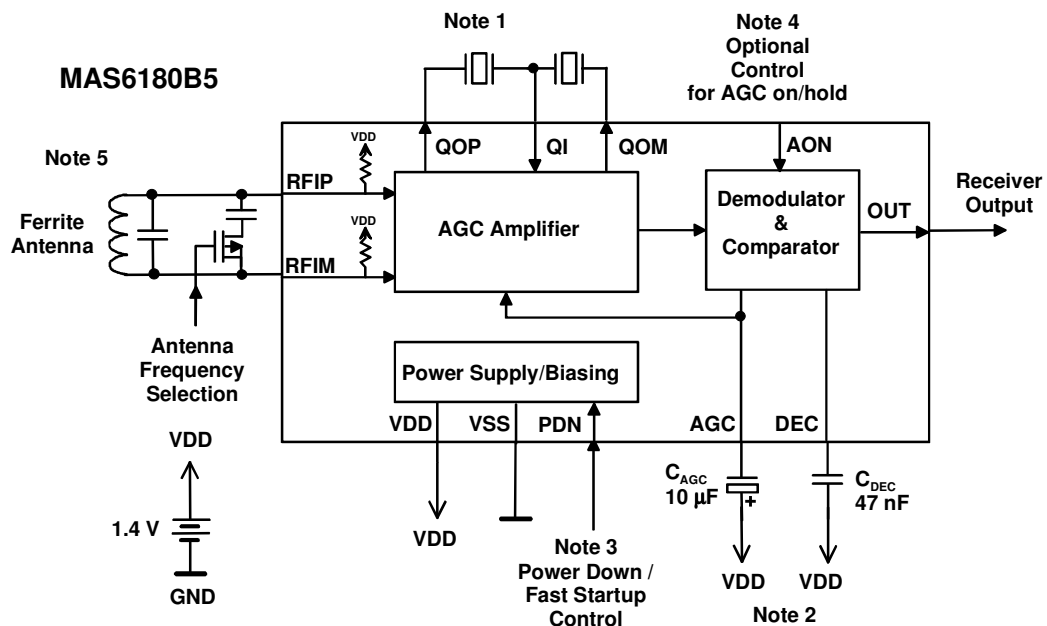 Note 1
Note 4
Optional
Control
for AGC on/hold
MAS6180B5
Note 5
VDD
QOP
QI
QOM
AON
RFIP
Ferrite
Antenna
VDD
AGC Amplifier
Demodulator
&
Comparator
OUT
Receiver
Output
RFIM
Antenna
Frequency
Selection
Power Supply/Biasing
VDD
VSS
PDN
AGC
DEC
VDD
1.4 V
GND
VDD
Note 3
Power Down /
Fast Startup
Control
CAGC
10 µF
+
CDEC
47 nF
VDD
VDD
Note 2